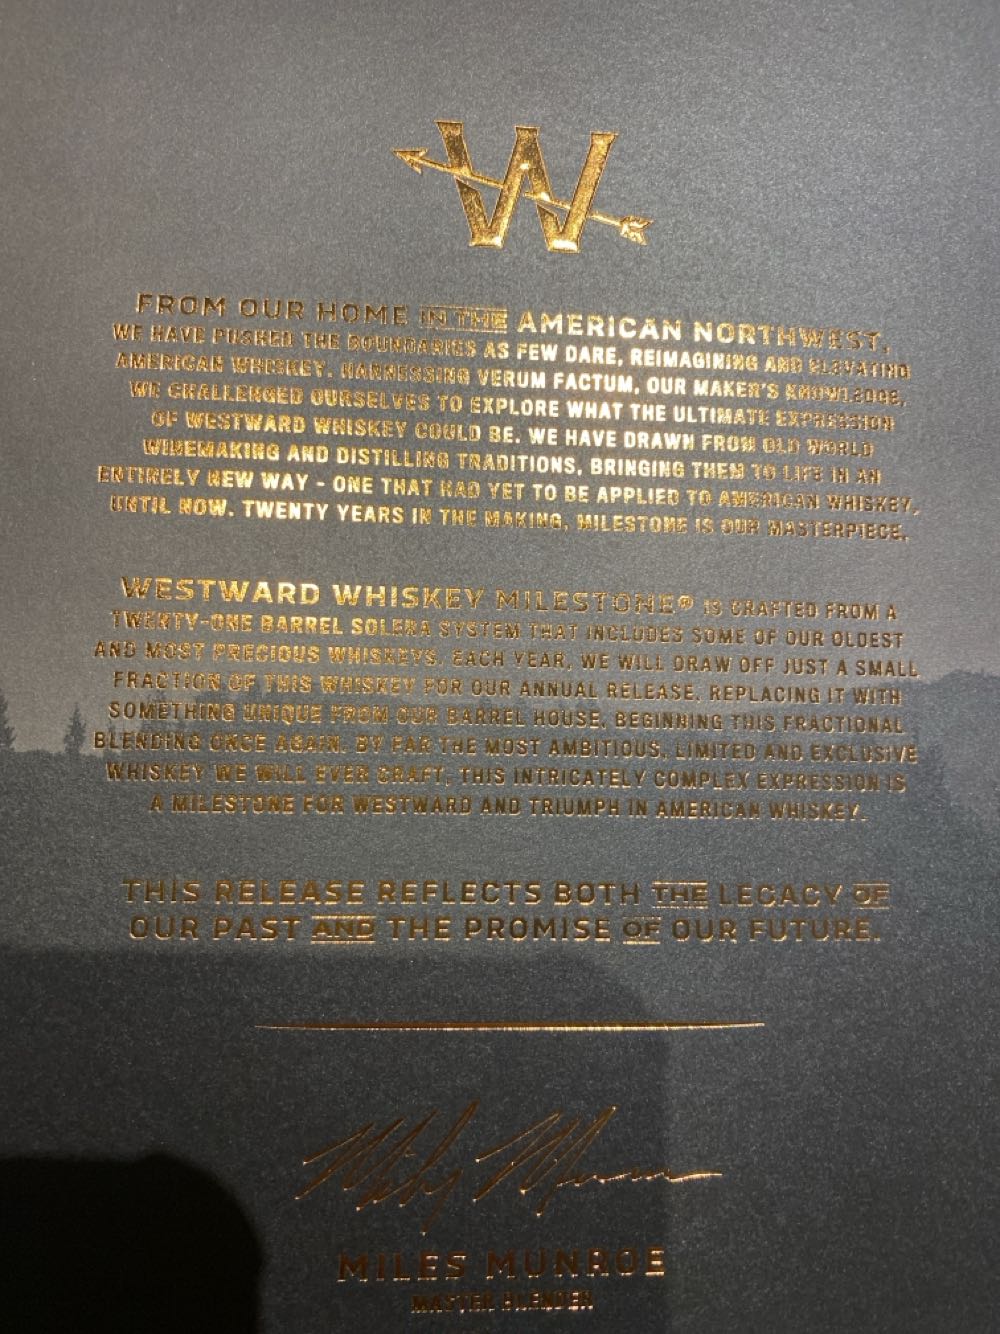 W
FROM OUR HOME IN THE AMERICAN NORTHWEST,
WE HAVE PUSHED THE BOUNDARIES AS FEW DARE, REIMAGINING AND ELEVATING
AMERICAN WHISKEY. HARNESSING VERUM FACTUM, OUR MAKER'S KNOWLEDGE,
WE CHALLENGED OURSELVES TO EXPLORE WHAT THE ULTIMATE EXPRESSION
OF WESTWARD WHISKEY COULD BE. WE HAVE DRAWN FROM OLD WORLD
WINEMAKING AND DISTILLING TRADITIONS, BRINGING THEM TO LIFE IN AN
ENTIRELY NEW WAY - ONE THAT HAD YET TO BE APPLIED TO AMERICAN WHISKEY,
UNTIL NOW. TWENTY YEARS IN THE MAKING, MILESTONE IS OUR MASTERPIECE.
WESTWARD WHISKEY MILESTONE® IS CRAFTED FROM A
TWENTY-ONE BARREL SOLERA SYSTEM THAT INCLUDES SOME OF OUR OLDEST
AND MOST PRECIOUS WHISKEYS. EACH YEAR, WE WILL DRAW OFF JUST A SMALL
FRACTION OF THIS WHISKEY FOR OUR ANNUAL RELEASE, REPLACING IT WITH
SOMETHING UNIQUE FROM OUR BARREL HOUSE, BEGINNING THIS FRACTIONAL
BLENDING ONCE AGAIN. BY FAR THE MOST AMBITIOUS, LIMITED AND EXCLUSIVE
WHISKEY WE WILL EVER CRAFT, THIS INTRICATELY COMPLEX EXPRESSION IS
A MILESTONE FOR WESTWARD AND TRIUMPH IN AMERICAN WHISKEY.
THIS RELEASE REFLECTS BOTH THE LEGACY OF
OUR PAST AND THE PROMISE OF OUR FUTURE.
MILES MUNROE
MASTER BLENDER